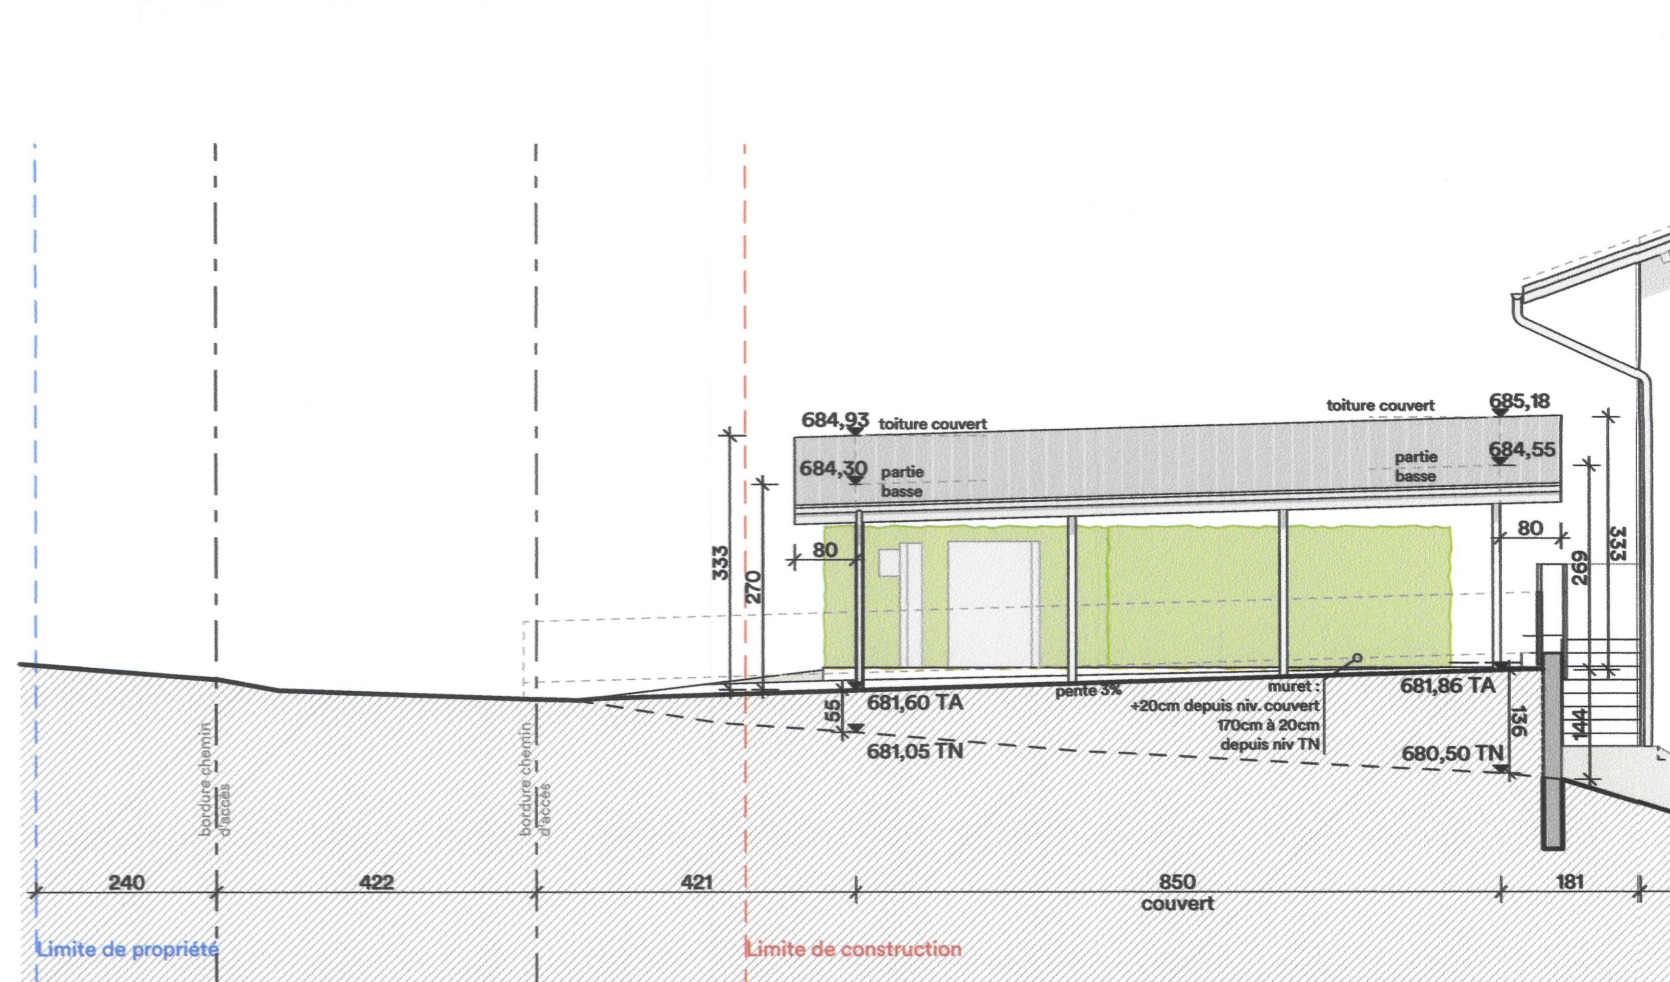 toiture couvert
685,18
684,93
toiture couvert
684,30
partie
basse
partie
basse
684,55
80
80
333
270
269
333
681,60 TA
pente 3%
muret :
+20cm depuis niv. couvert
170cm à 20cm
depuis niv TN
681,86 TA
55
136
144
681,05 TN
680,50 TN
bordure chemin
d'accès
bordure chemin
d'accès
240
422
421
850
couvert
181
Limite de propriété
Limite de construction